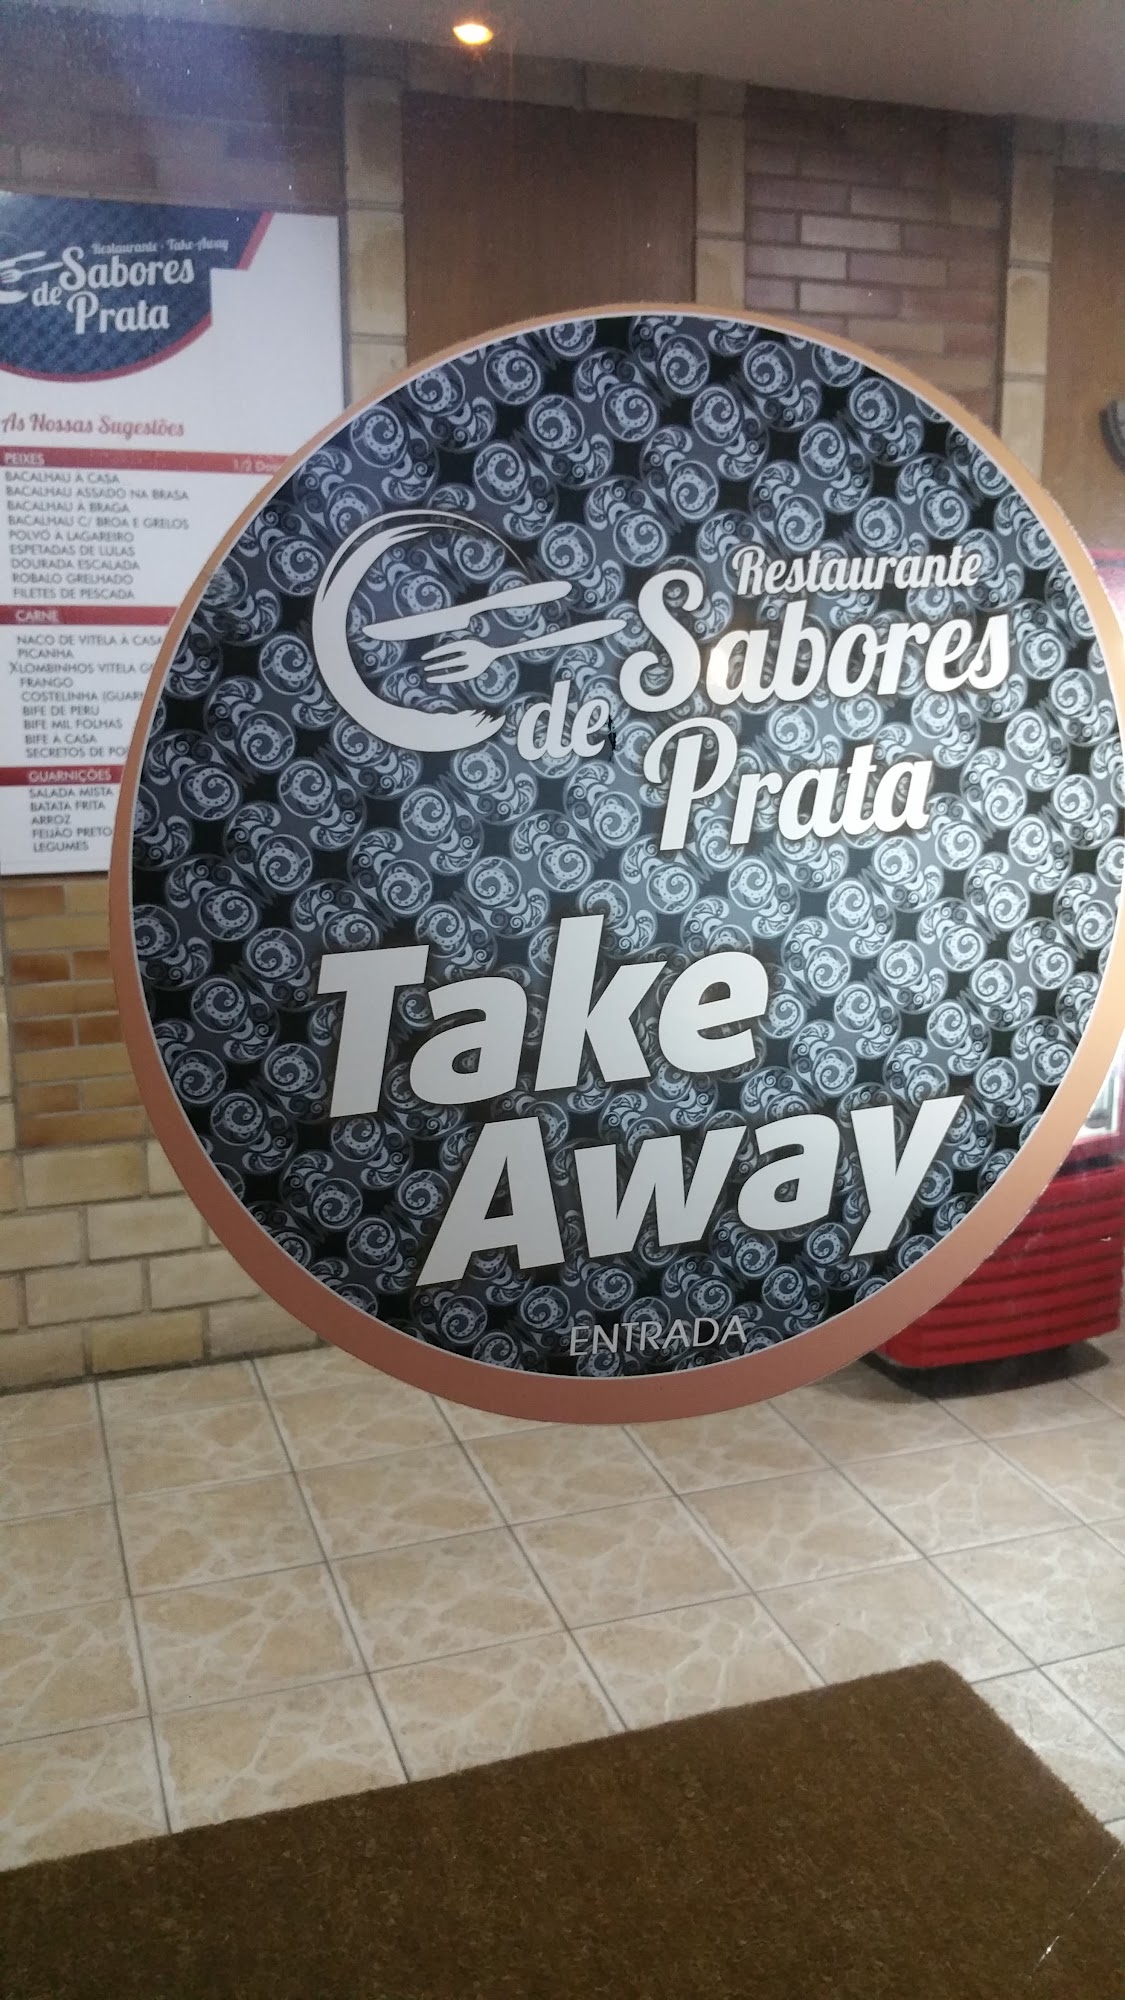 Restaurante · Take-Away
Sabores
de Prata
As Nossas Sugestões
PEIXES
1/2
BACALHAU À CASA
BACALHAU ASSADO NA BRASA
BACALHAU À BRAGA
BACALHAU C/ BROA E GRELOS
POLVO À LAGAREIRO
ESPETADAS DE LULAS
DOURADA ESCALADA
ROBALO GRELHADO
FILETES DE PESCADA
CARNE
NACO DE VITELA À CASA
PICANHA
LOMBINHOS VITELA
FRANGO
COSTELINHA
BIFE DE PERU
BIFE MIL FOLHAS
BIFE À CASA
SECRETOS DE
GUARNIÇÕES
SALADA MISTA
BATATA FRITA
ARROZ
FEIJÃO PRETO
LEGUMES
Restaurante
Sabores
de Prata
Take
Away
ENTRADA